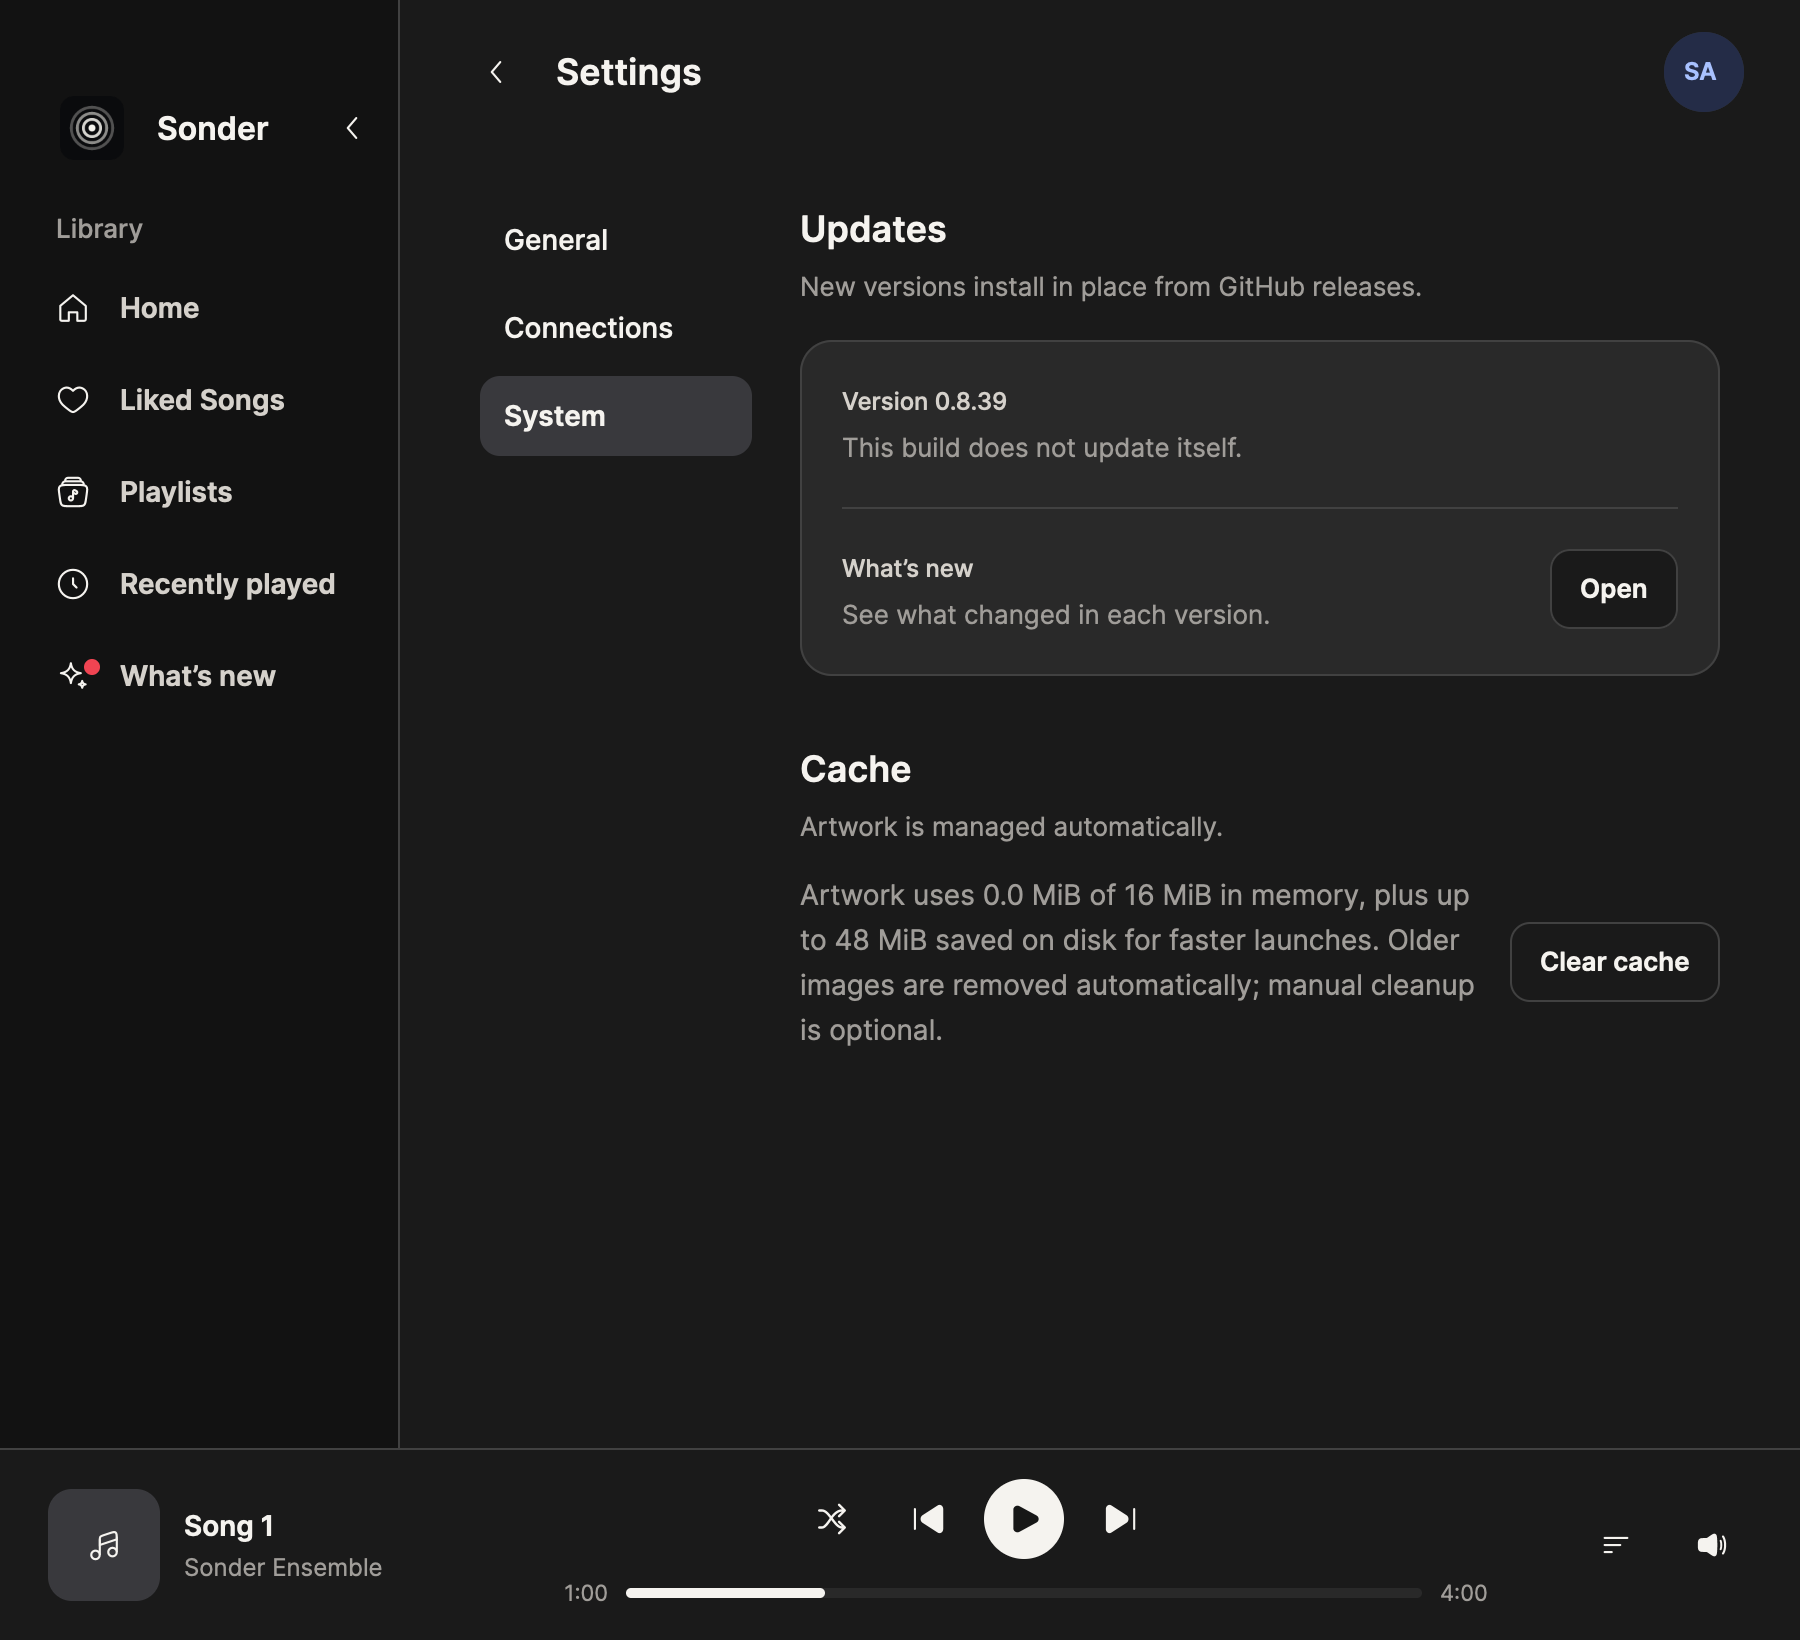 Sonder
Library
Home
Liked Songs
Playlists
Recently played
What’s new
Settings
SA
General
Connections
System
Updates
New versions install in place from GitHub releases.
Version 0.8.39
This build does not update itself.
What’s new
See what changed in each version.
Open
Cache
Artwork is managed automatically.
Artwork uses 0.0 MiB of 16 MiB in memory, plus up
to 48 MiB saved on disk for faster launches. Older
images are removed automatically; manual cleanup
is optional.
Clear cache
Song 1
Sonder Ensemble
1:00
4:00